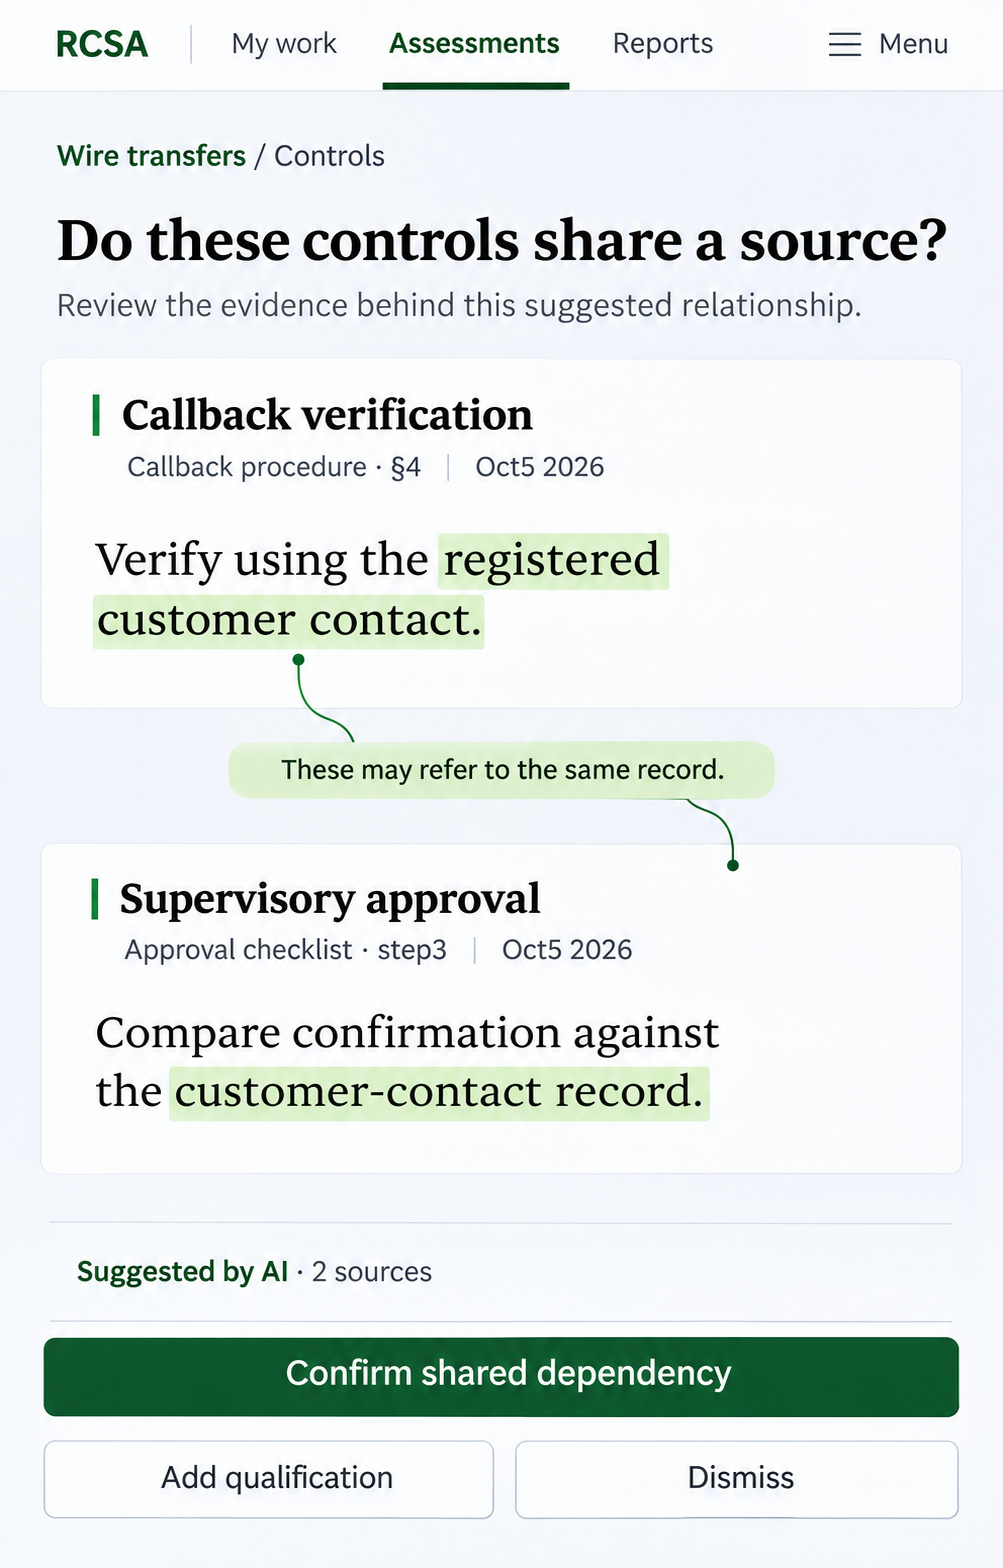 RCSA My work Assessments Reports Menu
Wire transfers / Controls
Do these controls share a source?
Review the evidence behind this suggested relationship.
Callback verification
Callback procedure · §4 | Oct5 2026
Verify using the registered
customer contact.
These may refer to the same record.
Supervisory approval
Approval checklist · step3 | Oct5 2026
Compare confirmation against
the customer-contact record.
Suggested by AI · 2 sources
Confirm shared dependency
Add qualification Dismiss